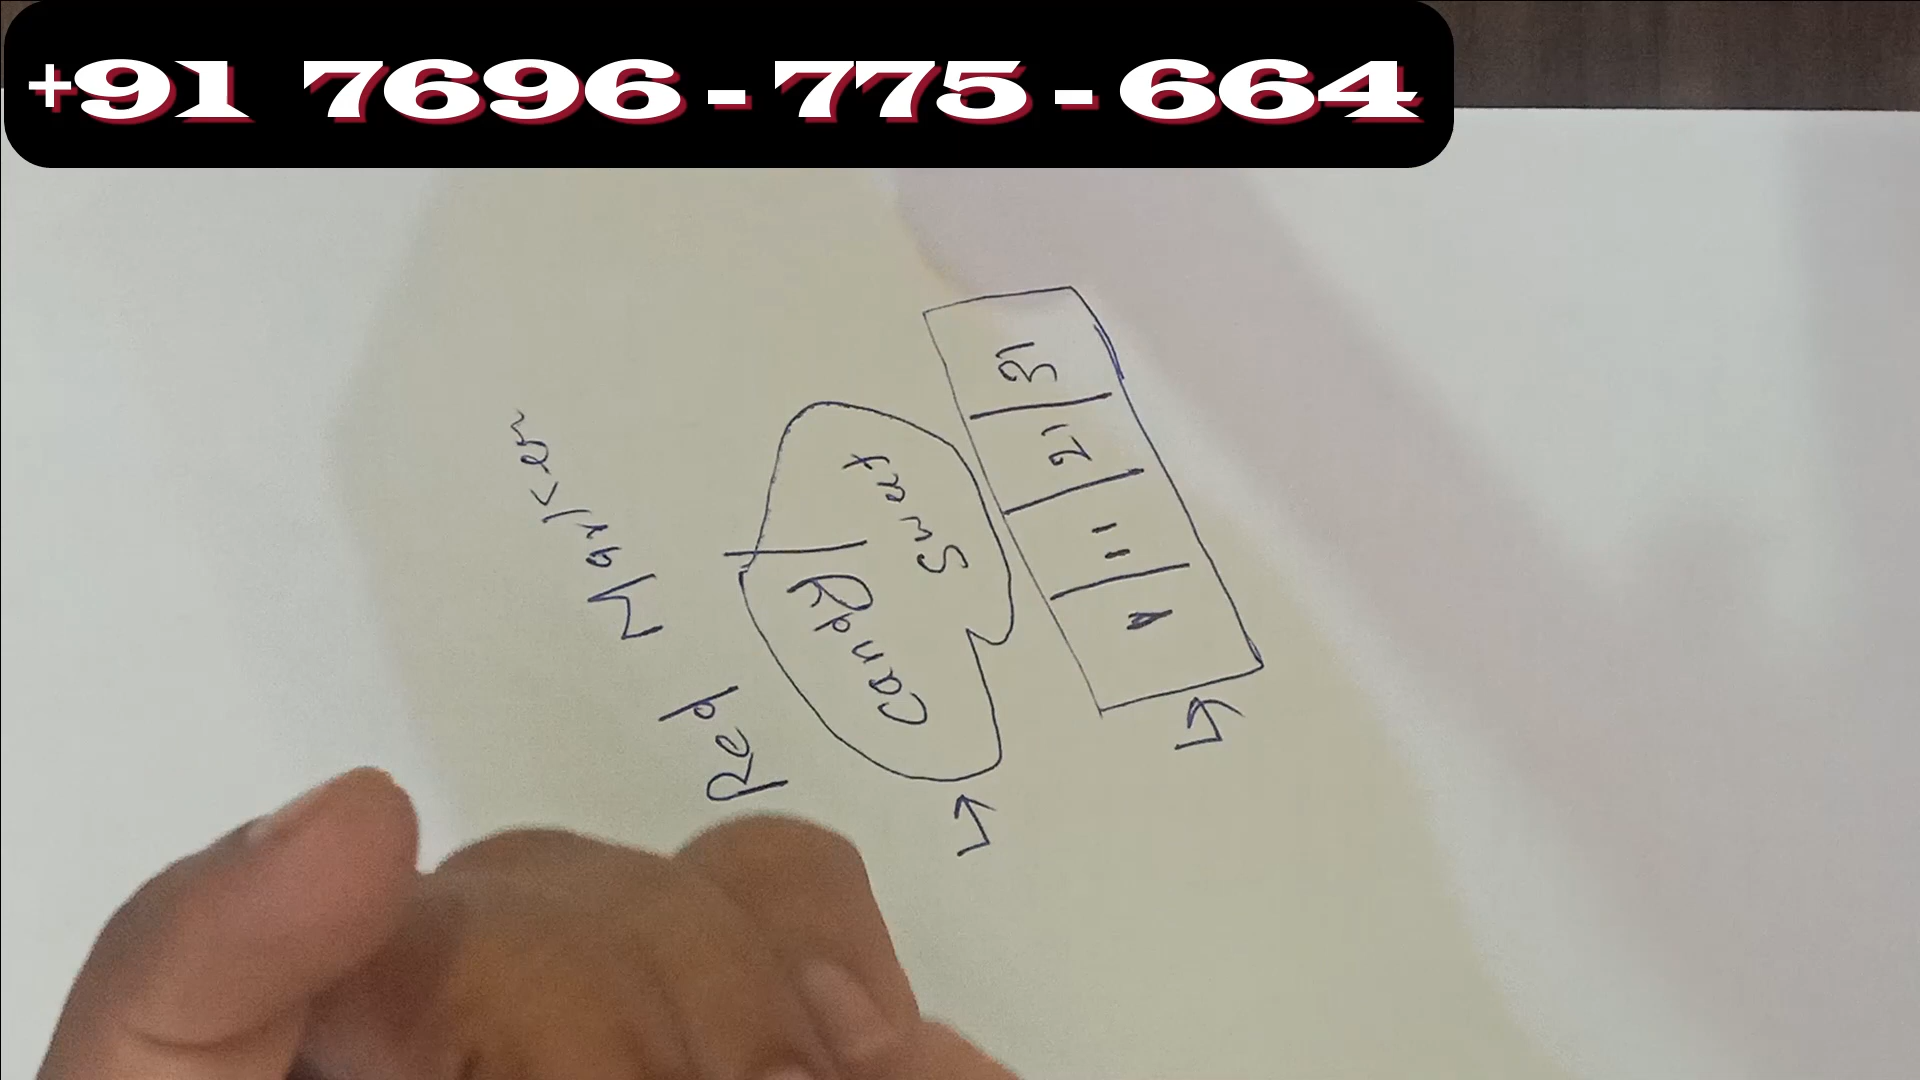 +91 7696-775-664
Red Marker
Candy | Sweet
1 | 11 | 21 | 31